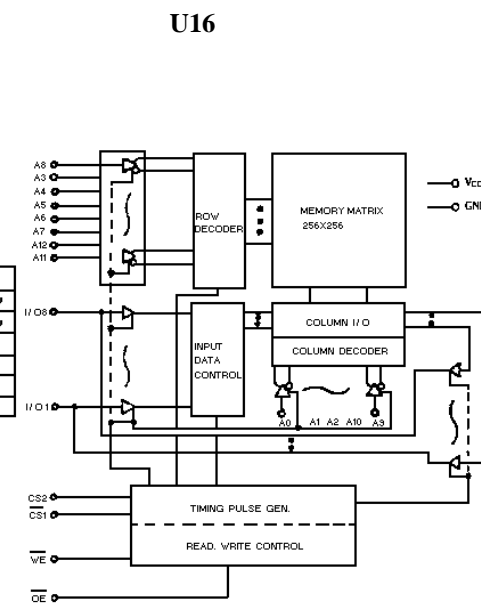 U16
A8
A3
A4
A5
A6
A7
A12
A11
ROW
DECODER
MEMORY MATRIX
256X256
VCC
GND
I/O8
INPUT
DATA
CONTROL
COLUMN I/O
COLUMN DECODER
A0 A1 A2 A10 A9
I/O1
CS2
CS1
WE
OE
TIMING PULSE GEN.
READ. WRITE CONTROL